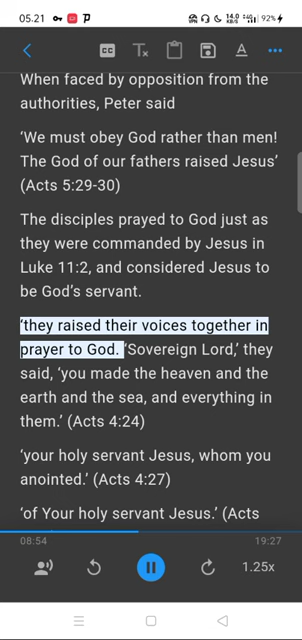 05.21
14.0
KB/S
92%
CC
When faced by opposition from the
authorities, Peter said
‘We must obey God rather than men!
The God of our fathers raised Jesus’
(Acts 5:29-30)
The disciples prayed to God just as
they were commanded by Jesus in
Luke 11:2, and considered Jesus to
be God’s servant.
‘they raised their voices together in
prayer to God. ‘Sovereign Lord,’ they
said, ‘you made the heaven and the
earth and the sea, and everything in
them.’ (Acts 4:24)
‘your holy servant Jesus, whom you
anointed.’ (Acts 4:27)
‘of Your holy servant Jesus.’ (Acts
08:54
19:27
1.25x